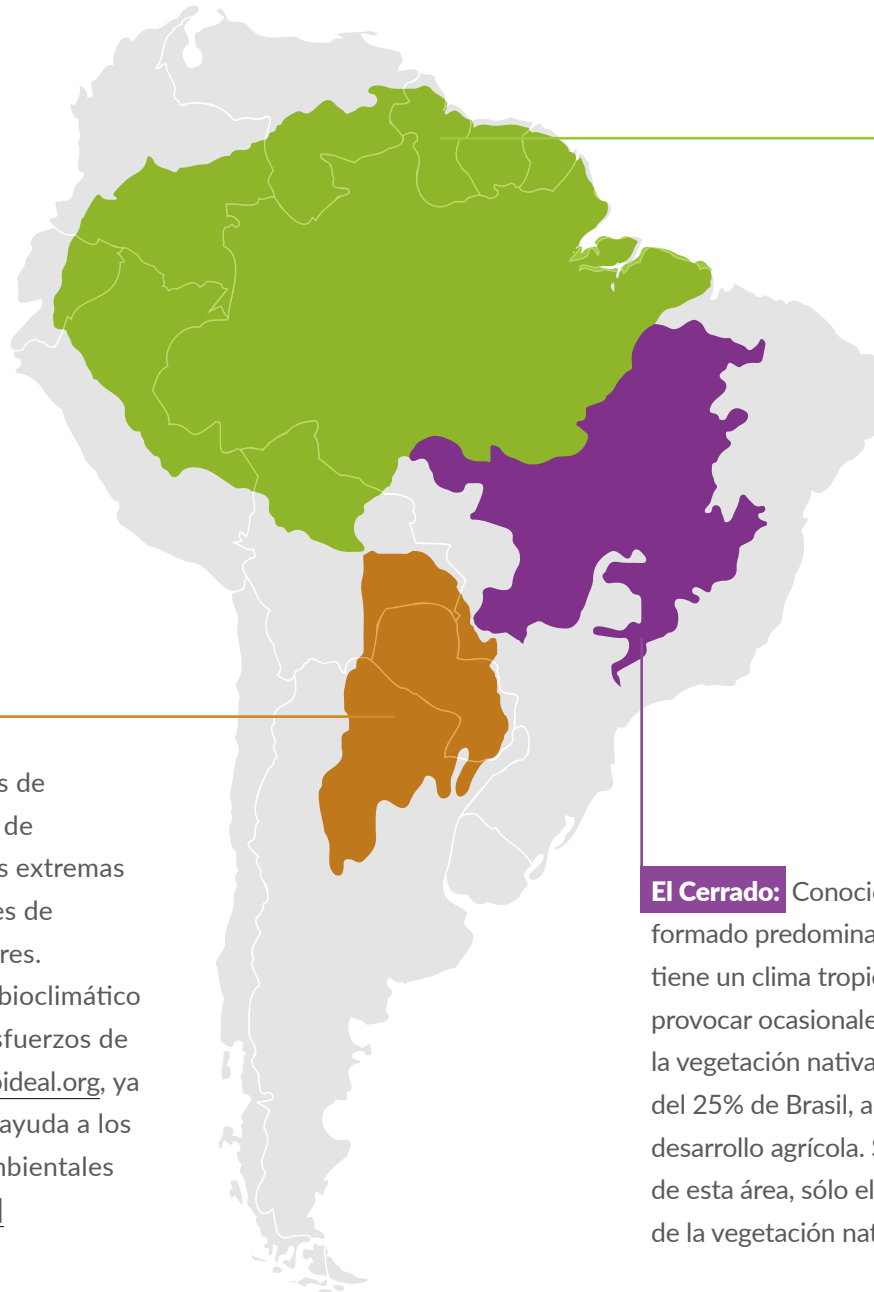 s de
de
s extremas
es de
res.
bioclimático
sfuerzos de
oideal.org, ya
ayuda a los
mbientales
El Cerrado: Conoci
formado predomina
tiene un clima tropi
provocar ocasionale
la vegetación nativa
del 25% de Brasil, a
desarrollo agrícola. S
de esta área, sólo el
de la vegetación nat